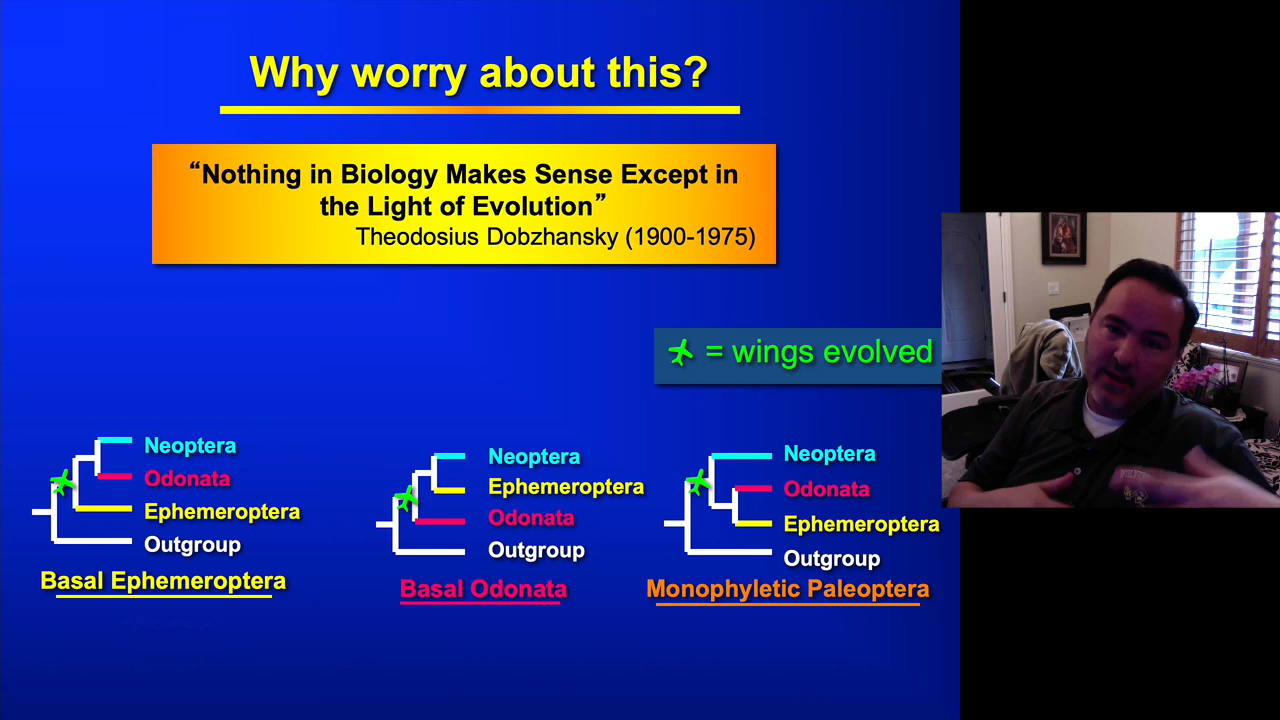 Why worry about this?
“Nothing in Biology Makes Sense Except in
the Light of Evolution”
Theodosius Dobzhansky (1900-1975)
= wings evolved
Neoptera
Odonata
Ephemeroptera
Outgroup
Basal Ephemeroptera
Neoptera
Ephemeroptera
Odonata
Outgroup
Basal Odonata
Neoptera
Odonata
Ephemeroptera
Outgroup
Monophyletic Paleoptera